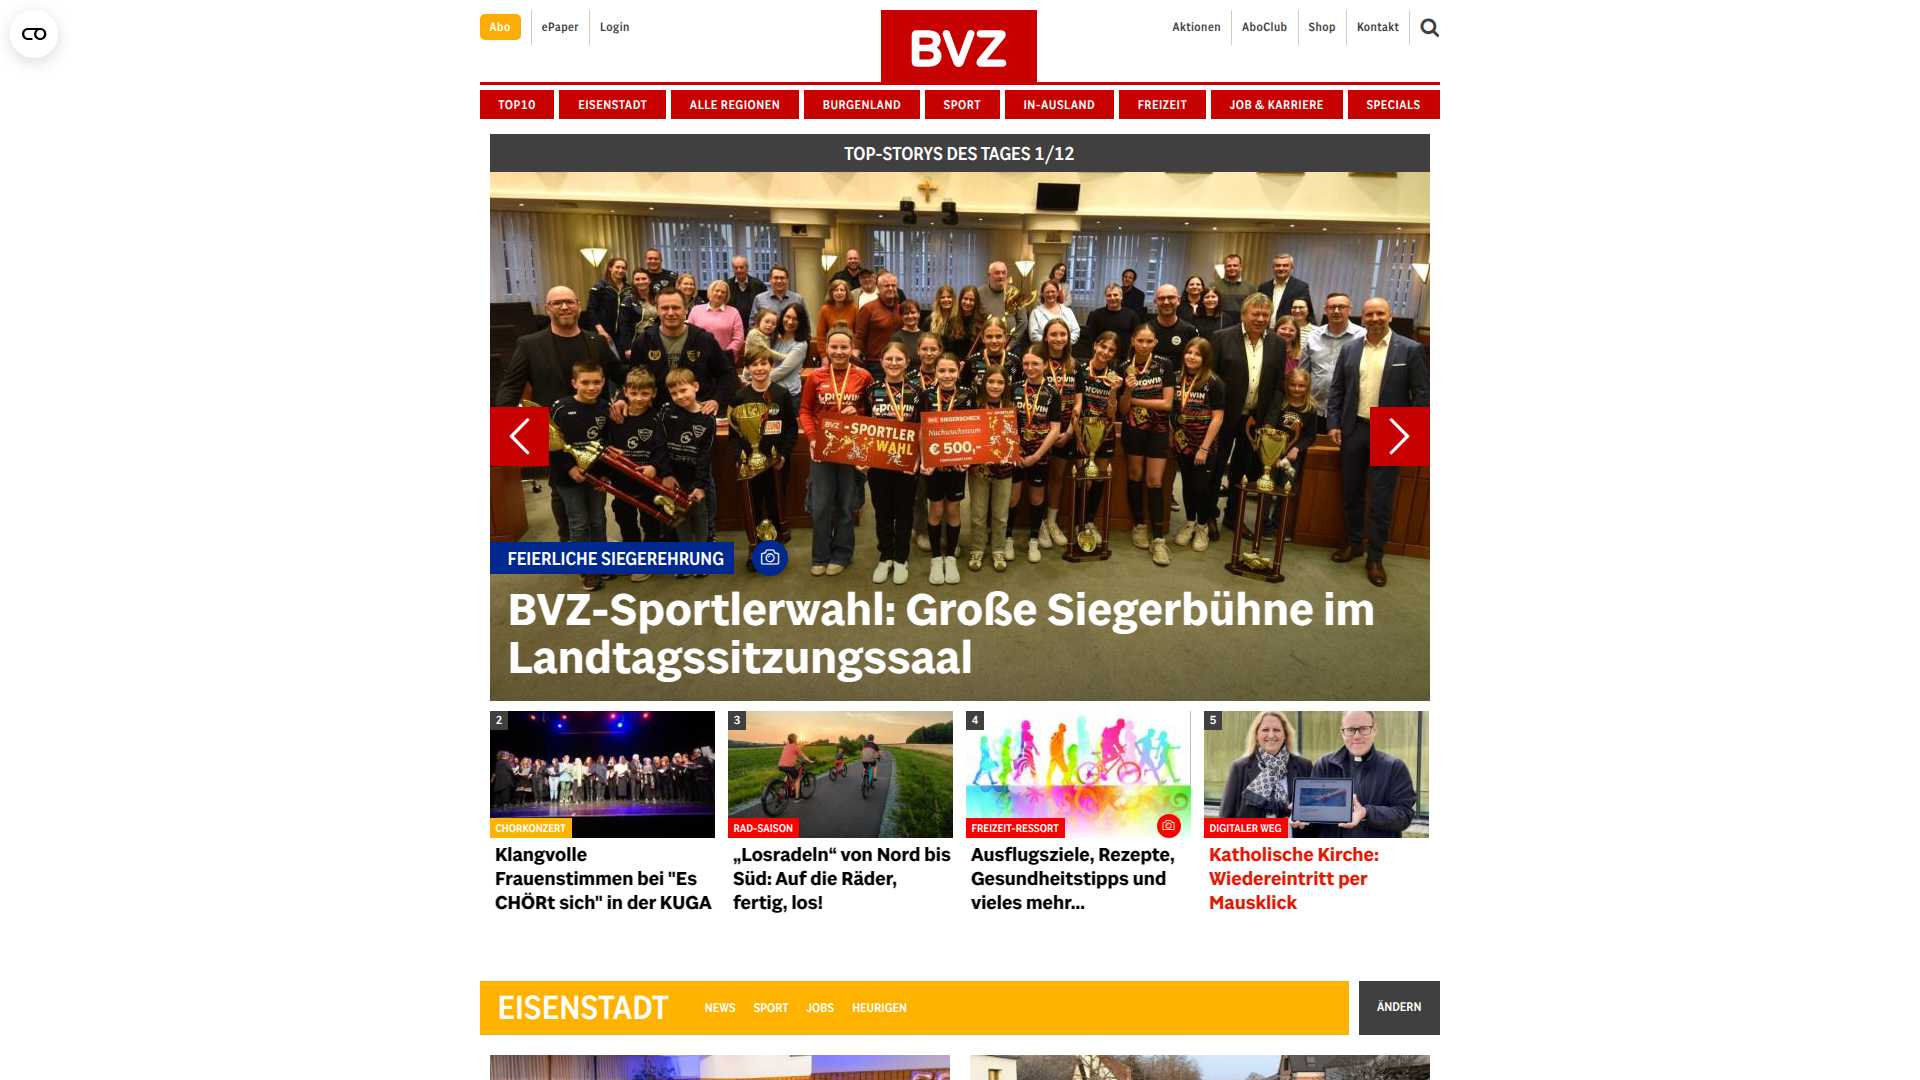 Abo
ePaper
Login
BVZ
Aktionen
AboClub
Shop
Kontakt
TOP10
EISENSTADT
ALLE REGIONEN
BURGENLAND
SPORT
IN-AUSLAND
FREIZEIT
JOB & KARRIERE
SPECIALS
TOP-STORYS DES TAGES 1/12
BVZ -SPORTLER
WAHL
SIEGERSCHECK
Nachwuchsteam
€ 500,-
prowin
FEIERLICHE SIEGEREHRUNG
BVZ-Sportlerwahl: Große Siegerbühne im
Landtagssitzungssaal
2
CHORKONZERT
Klangvolle
Frauenstimmen bei "Es
CHÖRt sich" in der KUGA
3
RAD-SAISON
„Losradeln“ von Nord bis
Süd: Auf die Räder,
fertig, los!
4
FREIZEIT-RESSORT
Ausflugsziele, Rezepte,
Gesundheitstipps und
vieles mehr...
5
DIGITALER WEG
Katholische Kirche:
Wiedereintritt per
Mausklick
EISENSTADT
NEWS
SPORT
JOBS
HEURIGEN
ÄNDERN